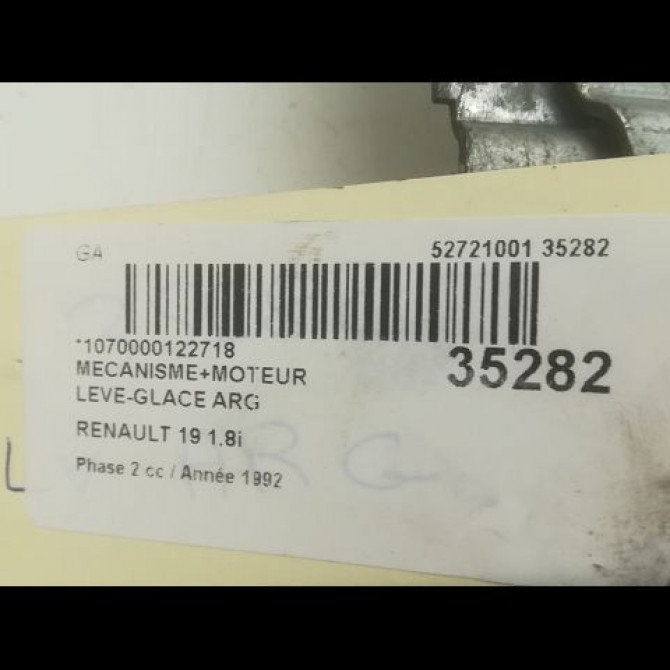 GA
52721001 35282
*1070000122718
35282
MECANISME+MOTEUR
LEVE-GLACE ARG
RENAULT 19 1.8i
Phase 2 cc / Année 1992
L ARG